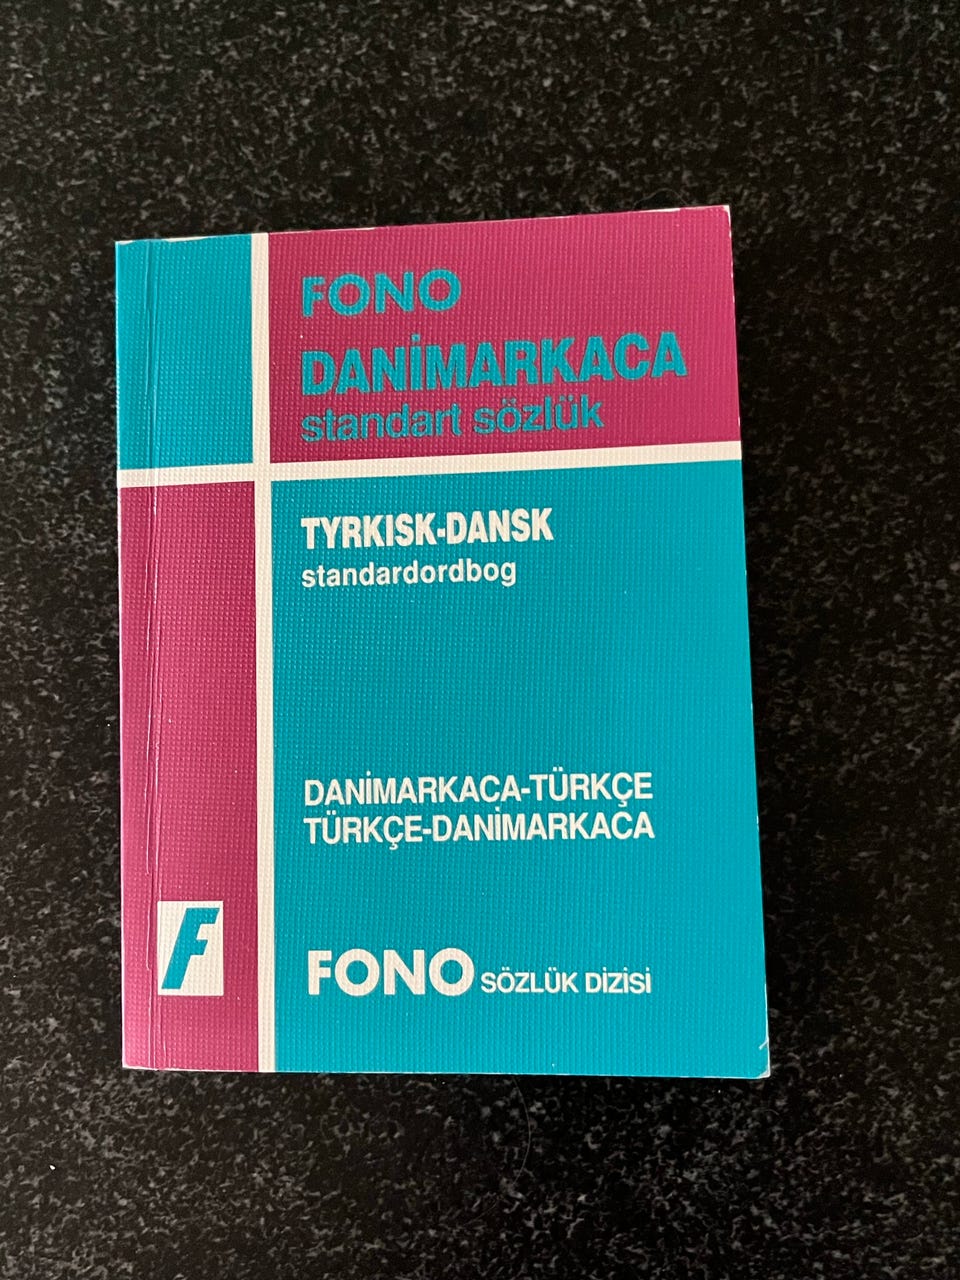 FONO
DANİMARKACA
standart sözlük
TYRKISK-DANSK
standardordbog
DANİMARKACA-TÜRKÇE
TÜRKÇE-DANİMARKACA
F
FONO SÖZLÜK DİZİSİ